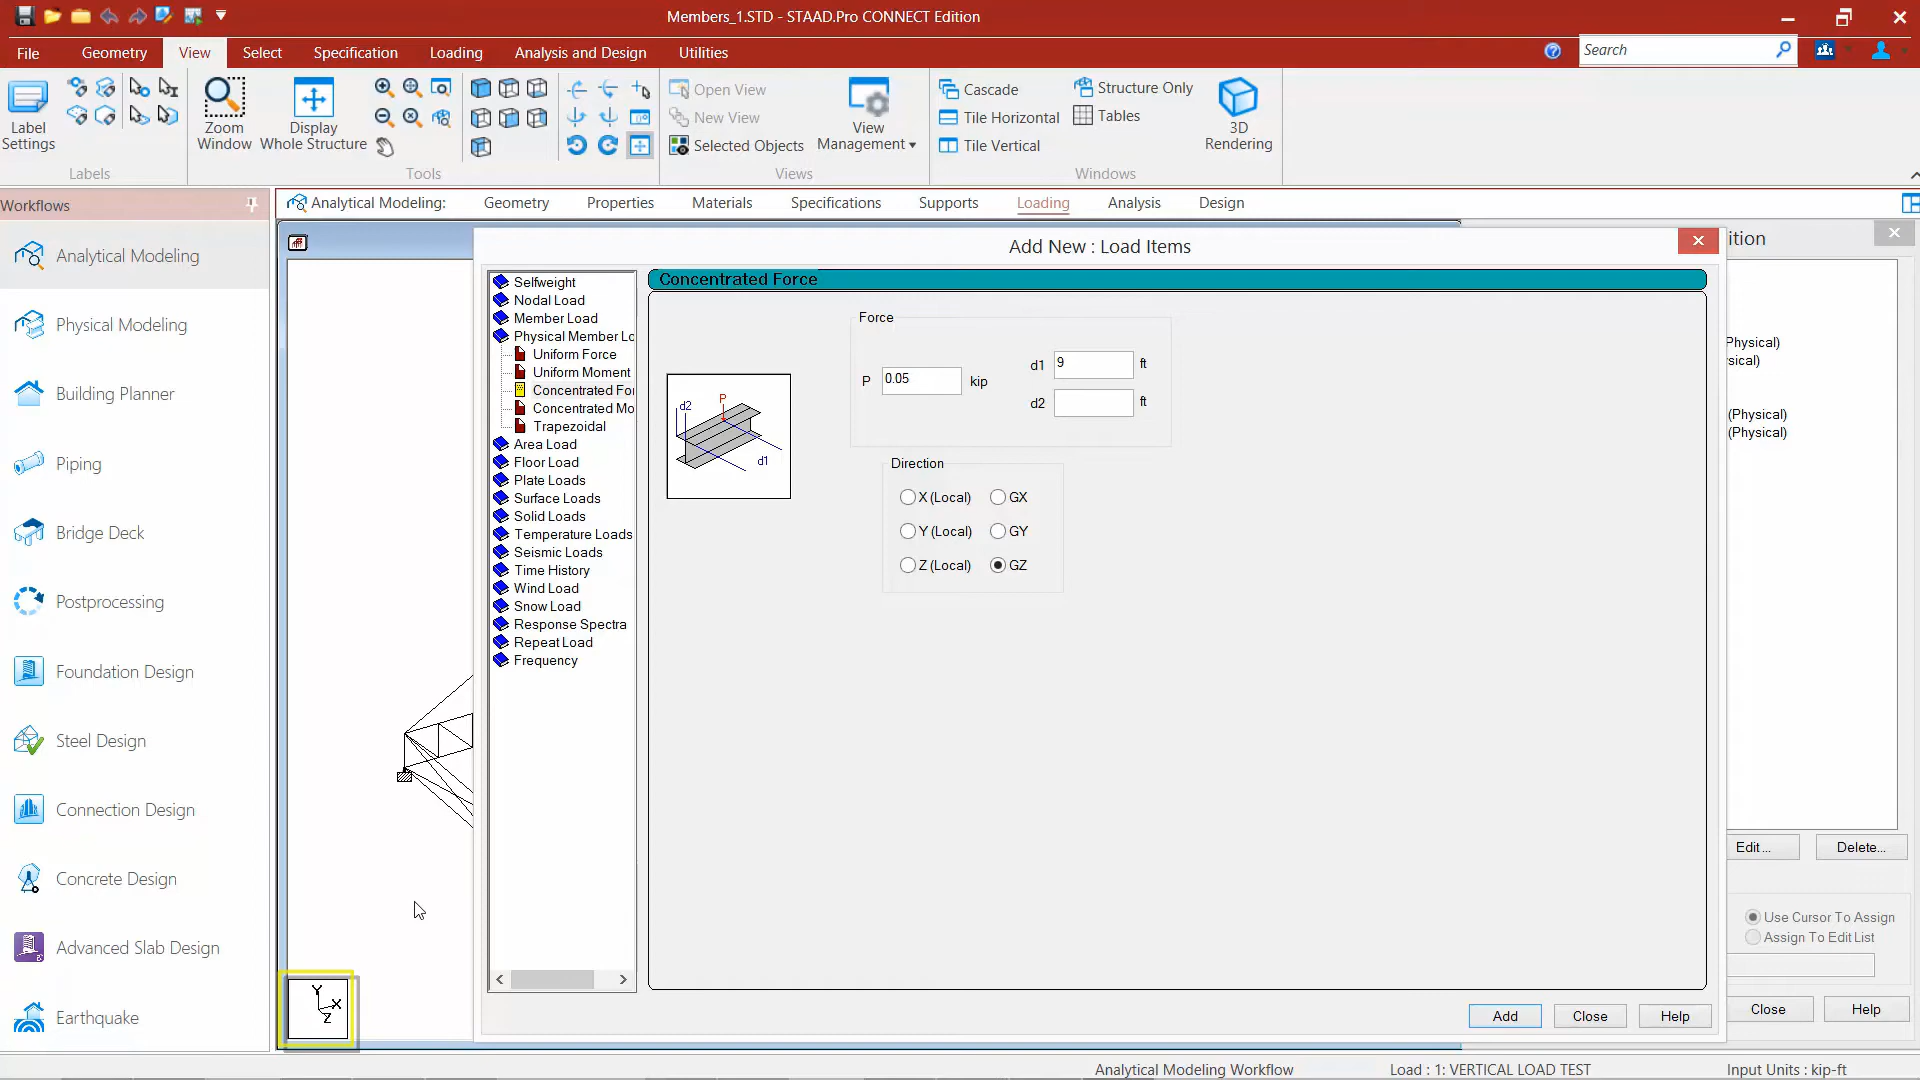 Members_1.STD - STAAD.Pro CONNECT Edition
File
Geometry
View
Select
Specification
Loading
Analysis and Design
Utilities
Search
Label
Settings
Zoom
Window
Display
Whole Structure
Open View
New View
Selected Objects
View
Management
Cascade
Tile Horizontal
Tile Vertical
Structure Only
Tables
3D
Rendering
Labels
Tools
Views
Windows
Workflows
Analytical Modeling:
Geometry
Properties
Materials
Specifications
Supports
Loading
Analysis
Design
Analytical Modeling
Physical Modeling
Building Planner
Piping
Bridge Deck
Postprocessing
Foundation Design
Steel Design
Connection Design
Concrete Design
Advanced Slab Design
Earthquake
Add New : Load Items
ition
Selfweight
Nodal Load
Member Load
Physical Member Lo
Uniform Force
Uniform Moment
Concentrated For
Concentrated Mo
Trapezoidal
Area Load
Floor Load
Plate Loads
Surface Loads
Solid Loads
Temperature Loads
Seismic Loads
Time History
Wind Load
Snow Load
Response Spectra
Repeat Load
Frequency
Concentrated Force
d2
P
d1
Force
P 0.05 kip
d1 9 ft
d2 ft
Direction
X (Local) GX
Y (Local) GY
Z (Local) GZ
Physical)
sical)
(Physical)
(Physical)
Edit...
Delete...
Use Cursor To Assign
Assign To Edit List
Close
Help
Add
Close
Help
Y
X
Z
Analytical Modeling Workflow
Load : 1: VERTICAL LOAD TEST
Input Units : kip-ft